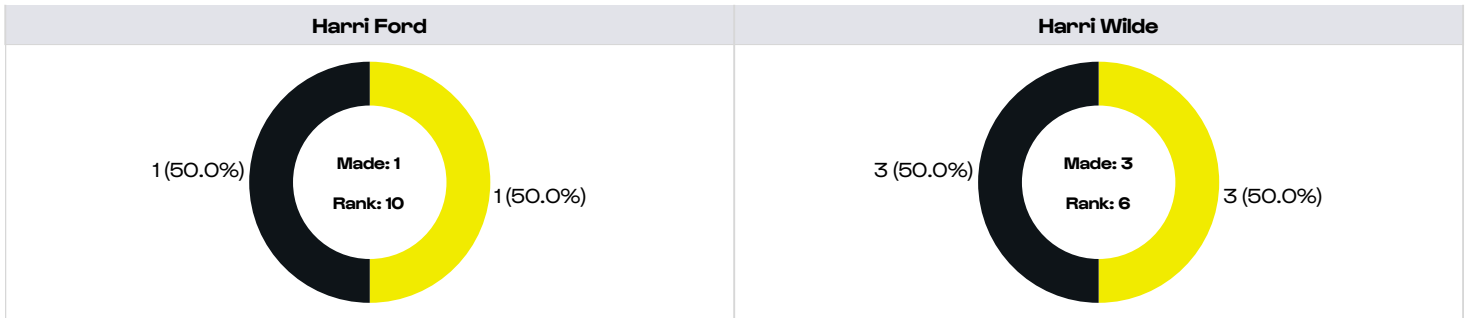 Harri Ford
Harri Wilde
1 (50.0%)
Made: 1
Rank: 10
1 (50.0%)
3 (50.0%)
Made: 3
Rank: 6
3 (50.0%)